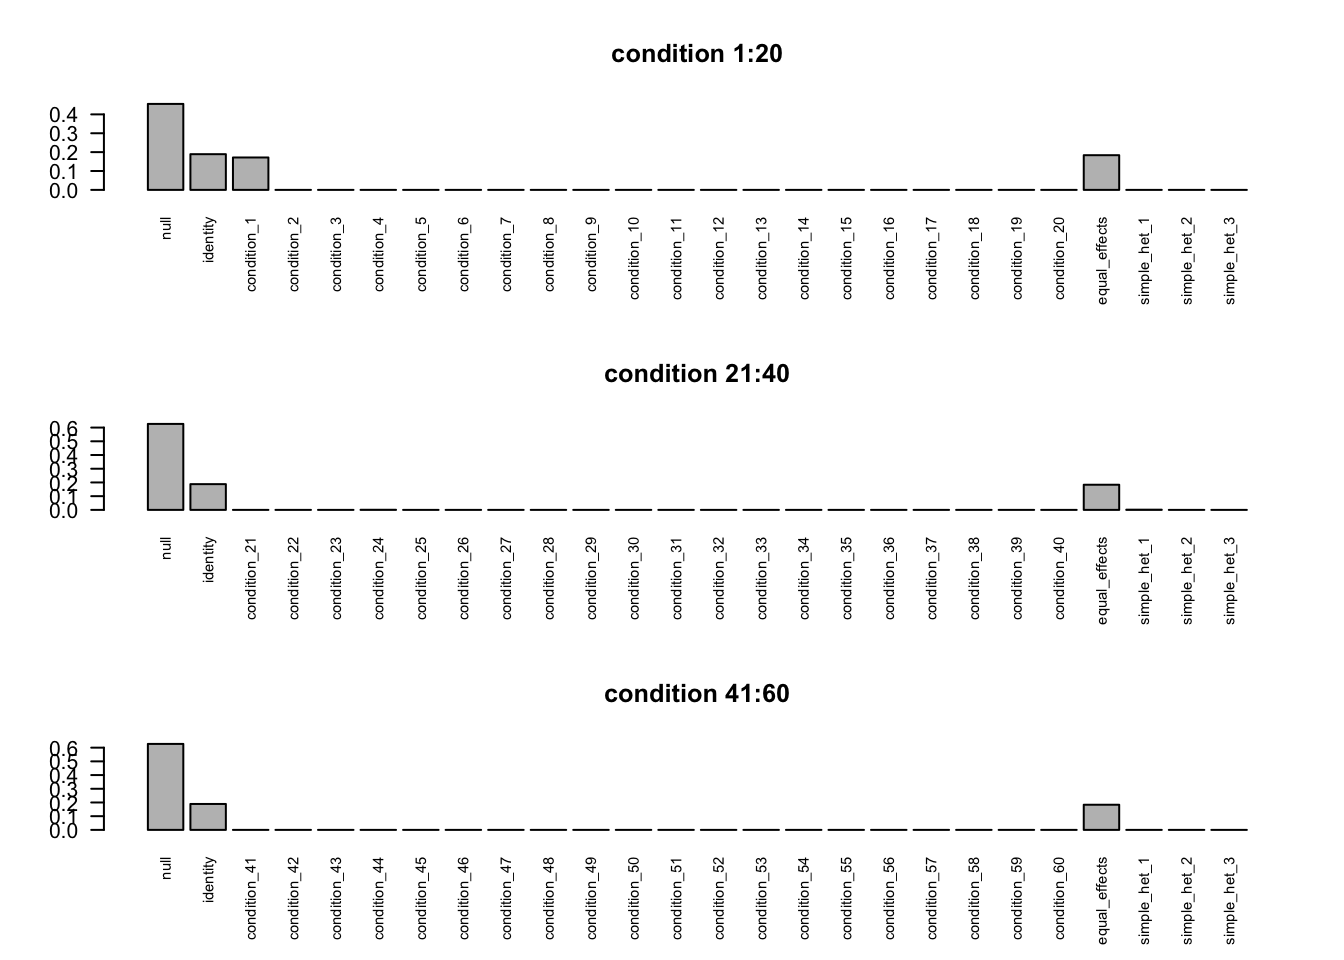 condition 1:20
0.4
0.3
0.2
0.1
0.0
null
identity
condition_1
condition_2
condition_3
condition_4
condition_5
condition_6
condition_7
condition_8
condition_9
condition_10
condition_11
condition_12
condition_13
condition_14
condition_15
condition_16
condition_17
condition_18
condition_19
condition_20
equal_effects
simple_het_1
simple_het_2
simple_het_3
condition 21:40
0.6
0.5
0.4
0.3
0.2
0.1
0.0
null
identity
condition_21
condition_22
condition_23
condition_24
condition_25
condition_26
condition_27
condition_28
condition_29
condition_30
condition_31
condition_32
condition_33
condition_34
condition_35
condition_36
condition_37
condition_38
condition_39
condition_40
equal_effects
simple_het_1
simple_het_2
simple_het_3
condition 41:60
0.6
0.5
0.4
0.3
0.2
0.1
0.0
null
identity
condition_41
condition_42
condition_43
condition_44
condition_45
condition_46
condition_47
condition_48
condition_49
condition_50
condition_51
condition_52
condition_53
condition_54
condition_55
condition_56
condition_57
condition_58
condition_59
condition_60
equal_effects
simple_het_1
simple_het_2
simple_het_3